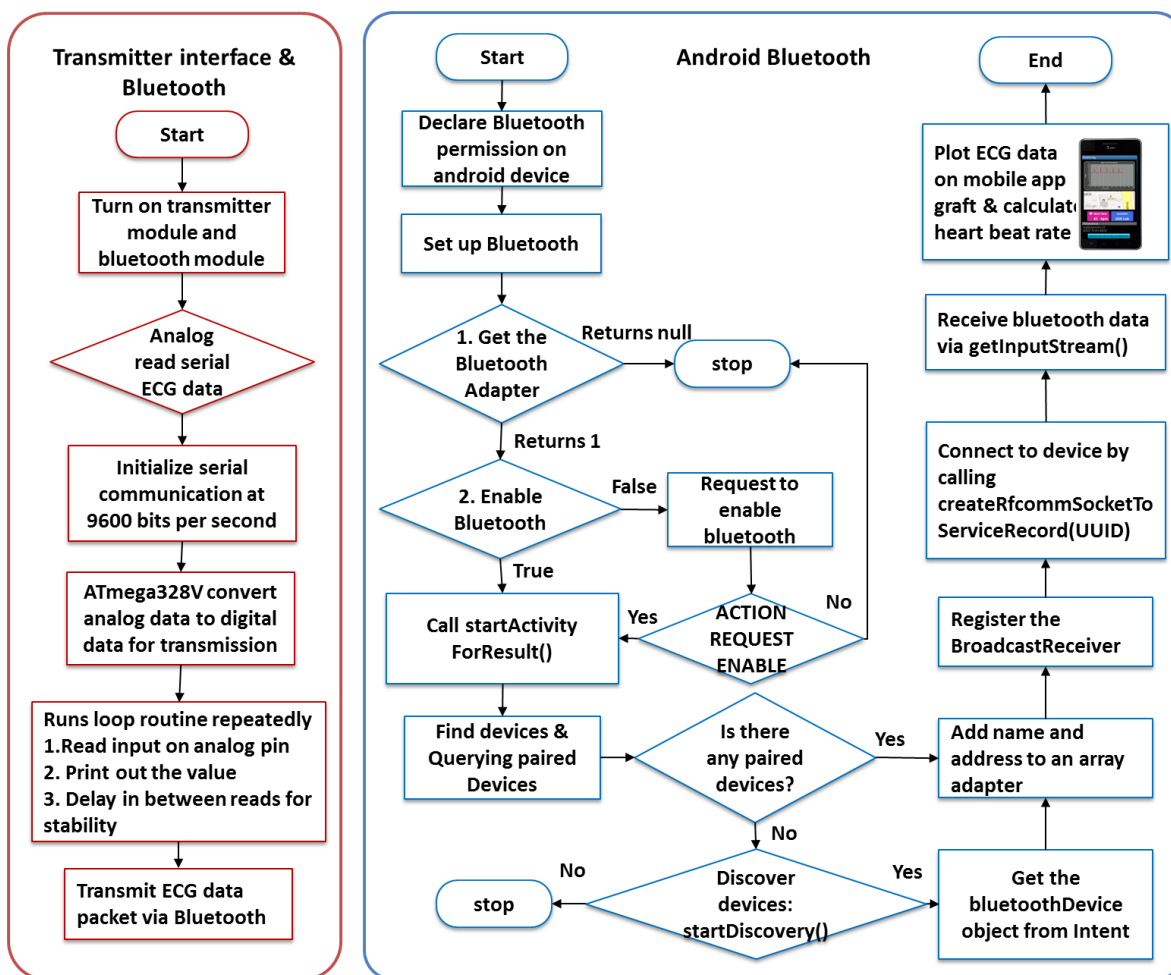 Transmitter interface &
Bluetooth
Start
Turn on transmitter
module and
bluetooth module
Analog
read serial
ECG data
Initialize serial
communication at
9600 bits per second
ATmega328V convert
analog data to digital
data for transmission
Runs loop routine repeatedly
1.Read input on analog pin
2. Print out the value
3. Delay in between reads for
stability
Transmit ECG data
packet via Bluetooth
Android Bluetooth
Start
Declare Bluetooth
permission on
android device
Set up Bluetooth
1. Get the
Bluetooth
Adapter
Returns null
stop
Returns 1
2. Enable
Bluetooth
False
Request to
enable
bluetooth
True
ACTION
REQUEST
ENABLE
No
Yes
Call startActivity
ForResult()
Find devices &
Querying paired
Devices
Is there
any paired
devices?
Yes
No
Discover
devices:
startDiscovery()
No
stop
Yes
Get the
bluetoothDevice
object from Intent
Add name and
address to an array
adapter
Register the
BroadcastReceiver
Connect to device by
calling
createRfcommSocketTo
ServiceRecord(UUID)
Receive bluetooth data
via getInputStream()
Plot ECG data
on mobile app
graft & calculate
heart beat rate
End